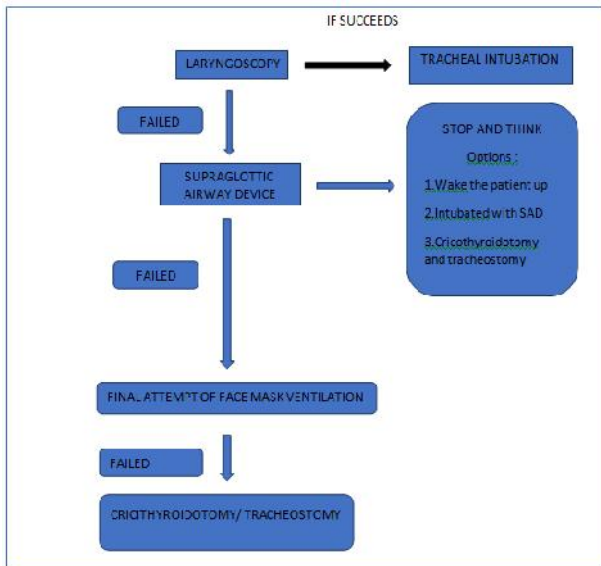 IF SUCCEEDS
LARYNGOSCOPY
TRACHEAL INTUBATION
FAILED
STOP AND THINK
Options :
1.Wake the patient up
2.Intubated with SAD
3.Cricothyroidotomy
and tracheostomy
SUPRAGLOTTIC
AIRWAY DEVICE
FAILED
FINAL ATTEMPT OF FACE MASK VENTILATION
FAILED
CRICITHYROIDOTOMY/ TRACHEOSTOMY